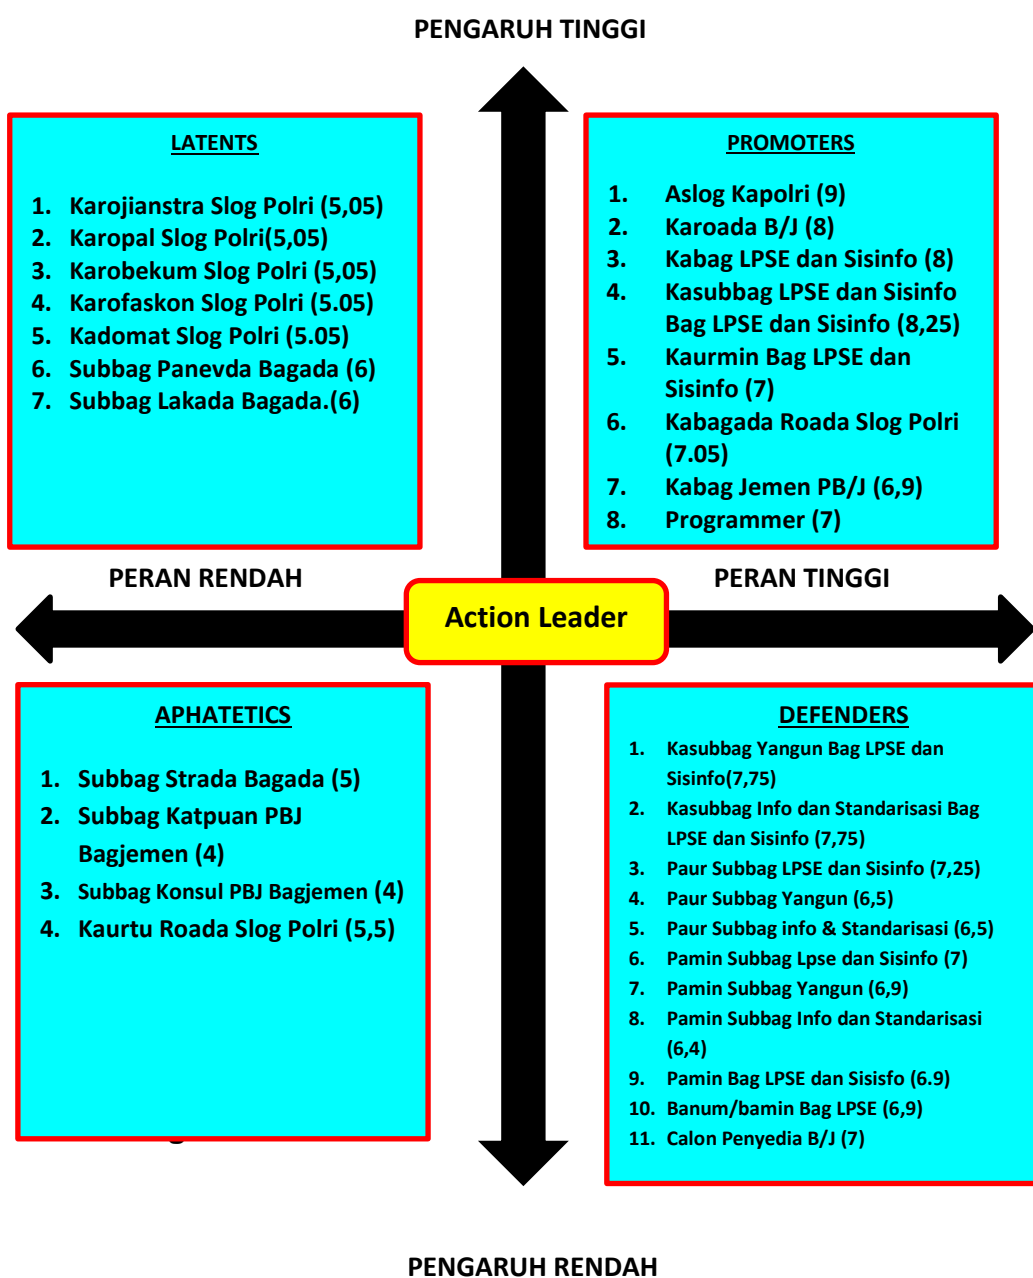 PENGARUH TINGGI
LATENTS
1. Karojianstra Slog Polri (5,05)
2. Karopal Slog Polri(5,05)
3. Karobekum Slog Polri (5,05)
4. Karofaskon Slog Polri (5.05)
5. Kadomat Slog Polri (5.05)
6. Subbag Panevda Bagada (6)
7. Subbag Lakada Bagada.(6)
PROMOTERS
1. Aslog Kapolri (9)
2. Karoada B/J (8)
3. Kabag LPSE dan Sisinfo (8)
4. Kasubbag LPSE dan Sisinfo
Bag LPSE dan Sisinfo (8,25)
5. Kaurmin Bag LPSE dan
Sisinfo (7)
6. Kabagada Roada Slog Polri
(7.05)
7. Kabag Jemen PB/J (6,9)
8. Programmer (7)
PERAN RENDAH
PERAN TINGGI
Action Leader
APHATETICS
1. Subbag Strada Bagada (5)
2. Subbag Katpuan PBJ
Bagjemen (4)
3. Subbag Konsul PBJ Bagjemen (4)
4. Kaurtu Roada Slog Polri (5,5)
DEFENDERS
1. Kasubbag Yangun Bag LPSE dan
Sisinfo(7,75)
2. Kasubbag Info dan Standarisasi Bag
LPSE dan Sisinfo (7,75)
3. Paur Subbag LPSE dan Sisinfo (7,25)
4. Paur Subbag Yangun (6,5)
5. Paur Subbag info & Standarisasi (6,5)
6. Pamin Subbag Lpse dan Sisinfo (7)
7. Pamin Subbag Yangun (6,9)
8. Pamin Subbag Info dan Standarisasi
(6,4)
9. Pamin Bag LPSE dan Sisisfo (6.9)
10. Banum/bamin Bag LPSE (6,9)
11. Calon Penyedia B/J (7)
PENGARUH RENDAH